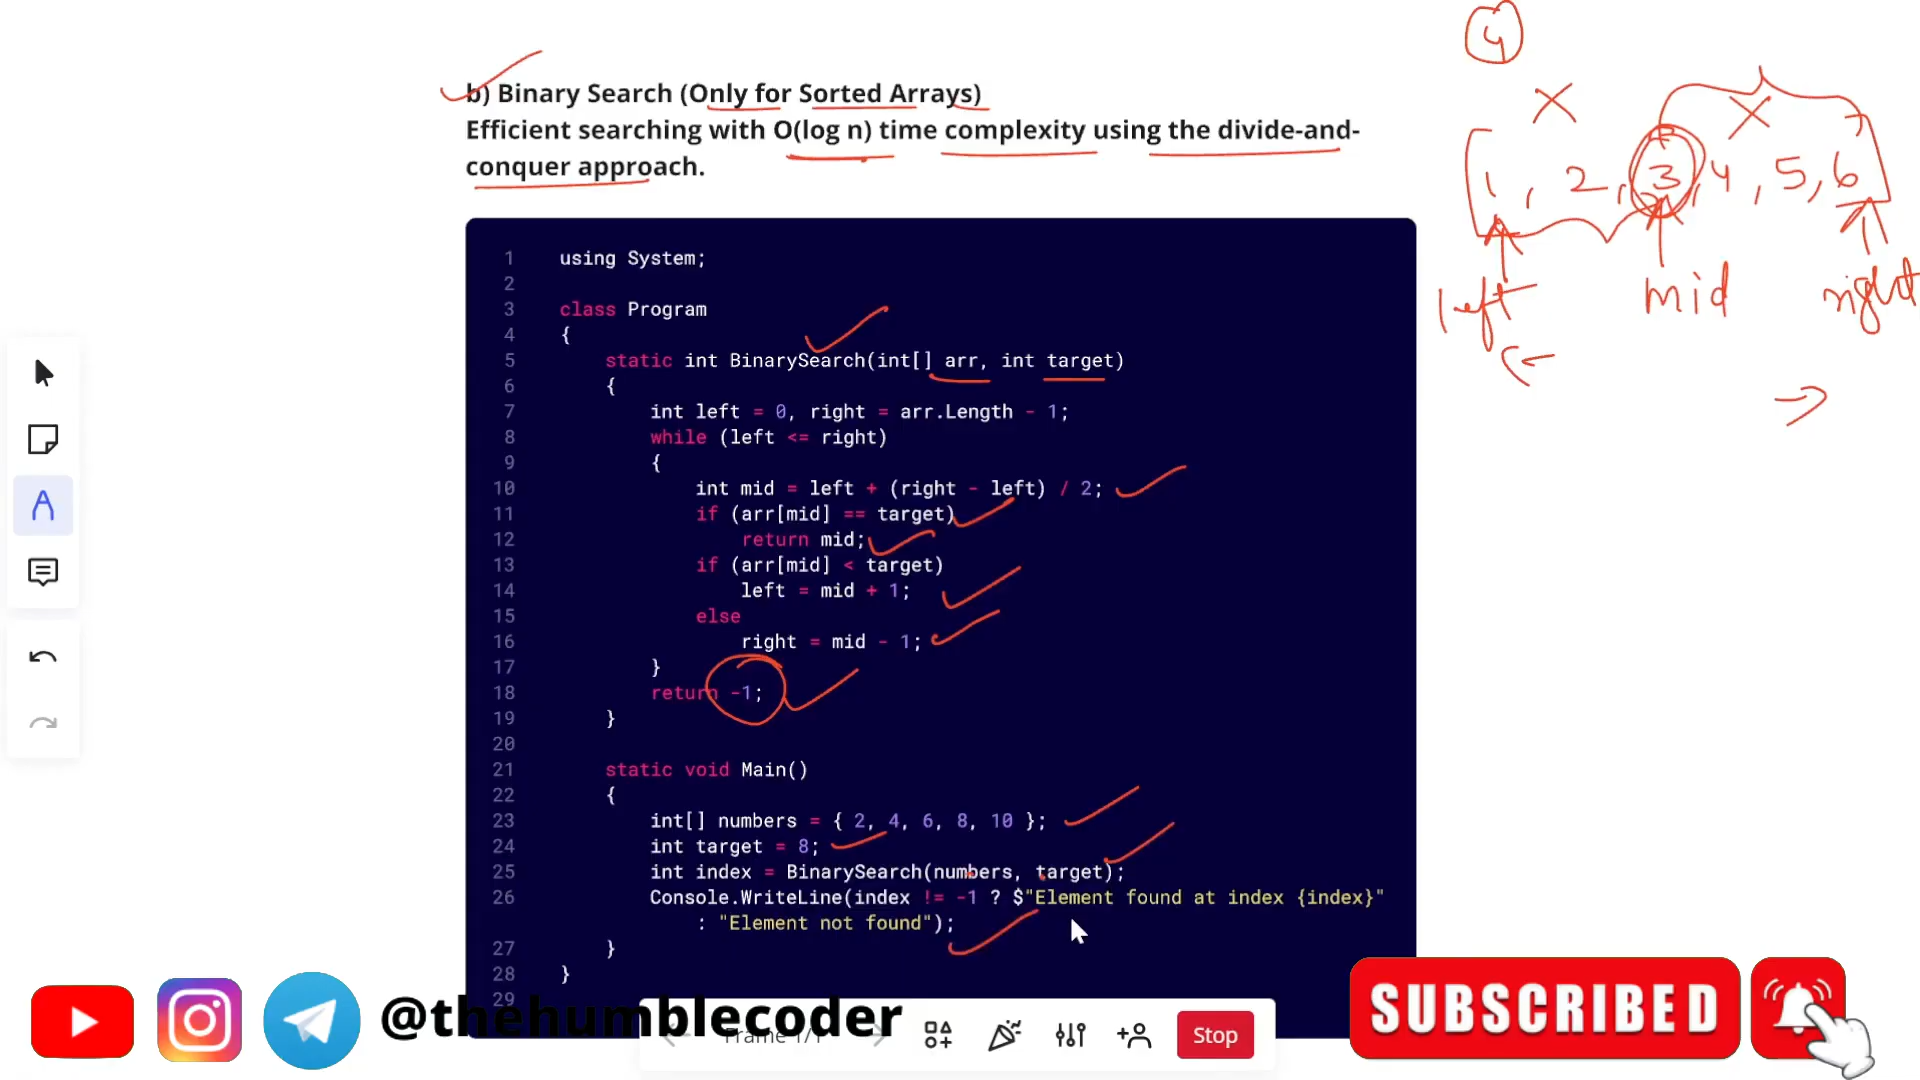 b) Binary Search (Only for Sorted Arrays)
Efficient searching with O(log n) time complexity using the divide-and-
conquer approach.
4
1, 2, 3, 4, 5, 6
left mid right
1 using System;
2
3 class Program
4 {
5 static int BinarySearch(int[] arr, int target)
6 {
7 int left = 0, right = arr.Length - 1;
8 while (left <= right)
9 {
10 int mid = left + (right - left) / 2;
11 if (arr[mid] == target)
12 return mid;
13 if (arr[mid] < target)
14 left = mid + 1;
15 else
16 right = mid - 1;
17 }
18 return -1;
19 }
20
21 static void Main()
22 {
23 int[] numbers = { 2, 4, 6, 8, 10 };
24 int target = 8;
25 int index = BinarySearch(numbers, target);
26 Console.WriteLine(index != -1 ? $"Element found at index {index}"
: "Element not found");
27 }
28 }
29
@thehumblecoder
Frame 1/1
Stop
SUBSCRIBED